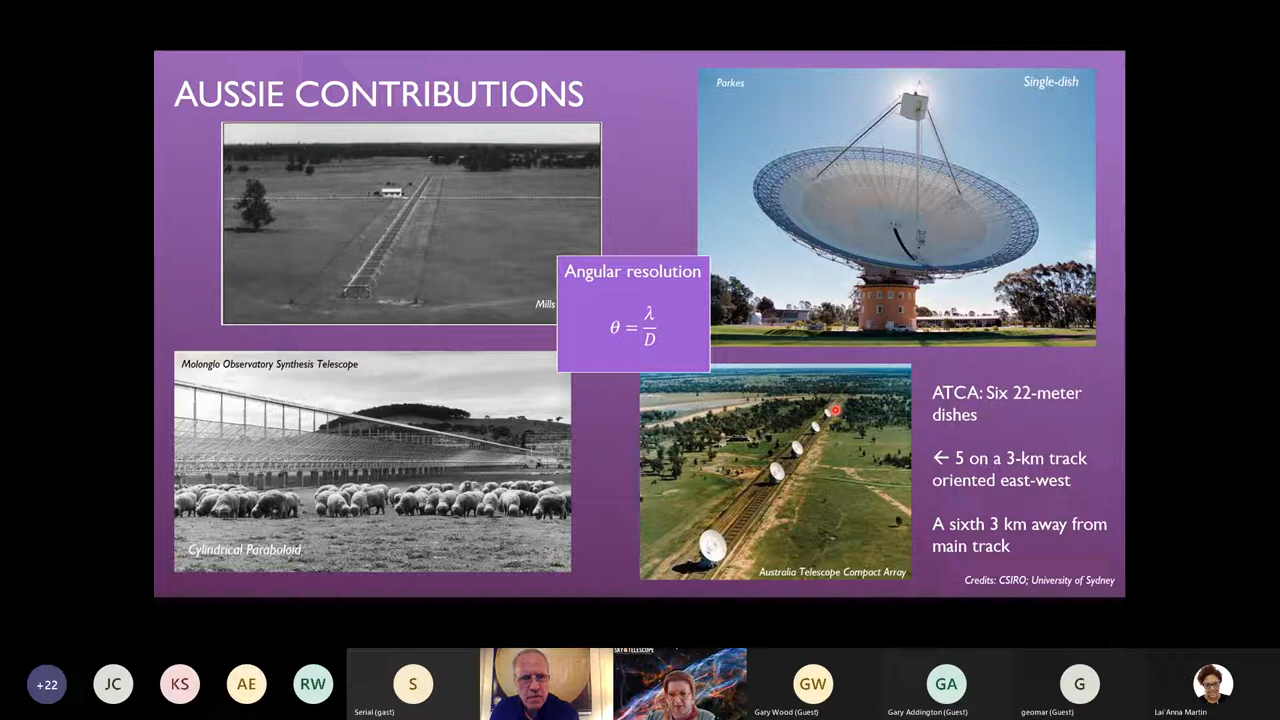 AUSSIE CONTRIBUTIONS
Parkes
Single-dish
Mills
Angular resolution
θ = λ
D
Molonglo Observatory Synthesis Telescope
Cylindrical Paraboloid
Australia Telescope Compact Array
ATCA: Six 22-meter
dishes
← 5 on a 3-km track
oriented east-west
A sixth 3 km away from
main track
Credits: CSIRO; University of Sydney
SKY & TELESCOPE
+22
JC
KS
AE
RW
S
GW
GA
G
Serial (gast)
Gary Wood (Guest)
Gary Addington (Guest)
geomar (Guest)
Lai'Anna Martin